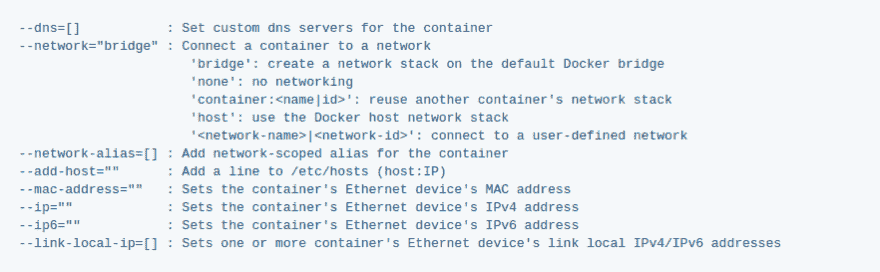 --dns=[]           : Set custom dns servers for the container
--network="bridge" : Connect a container to a network
                      'bridge': create a network stack on the default Docker bridge
                      'none': no networking
                      'container:<name|id>': reuse another container's network stack
                      'host': use the Docker host network stack
                      '<network-name>|<network-id>': connect to a user-defined network
--network-alias=[] : Add network-scoped alias for the container
--add-host=""      : Add a line to /etc/hosts (host:IP)
--mac-address=""   : Sets the container's Ethernet device's MAC address
--ip=""            : Sets the container's Ethernet device's IPv4 address
--ip6=""           : Sets the container's Ethernet device's IPv6 address
--link-local-ip=[] : Sets one or more container's Ethernet device's link local IPv4/IPv6 addresses